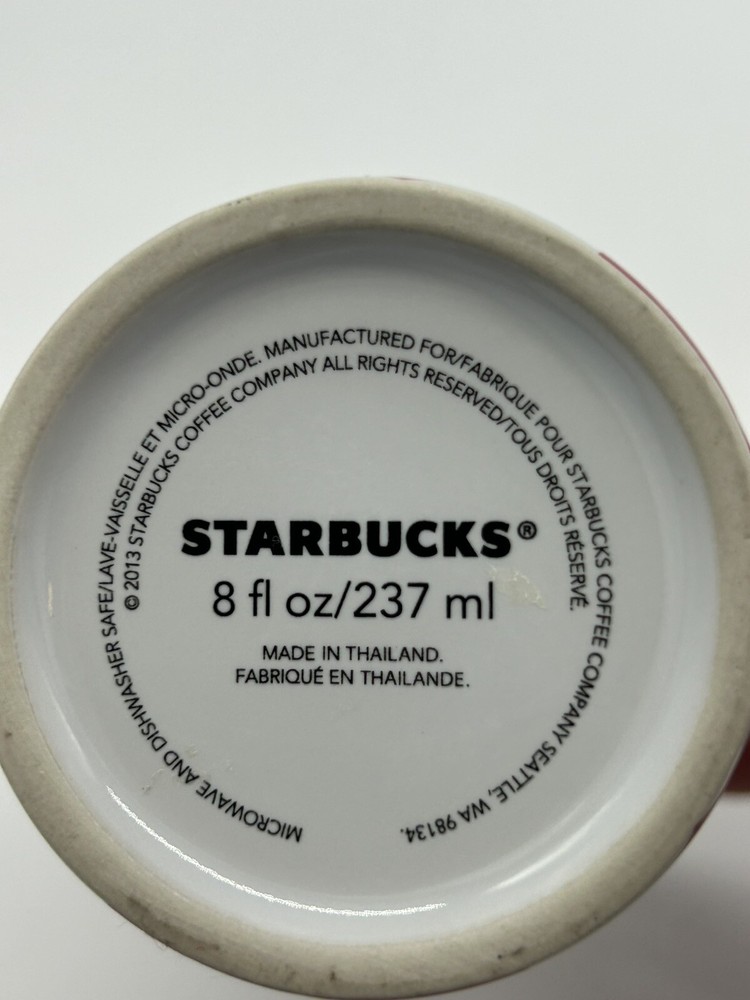 MICROWAVE AND DISHWASHER SAFE/LAVE-VAISSELLE ET MICRO-ONDE. MANUFACTURED FOR/FABRIQUE POUR STARBUCKS COFFEE COMPANY SEATTLE, WA 98134.
© 2013 STARBUCKS COFFEE COMPANY ALL RIGHTS RESERVED/TOUS DROITS RÉSERVÉ.
STARBUCKS®
8 fl oz/237 ml
MADE IN THAILAND.
FABRIQUÉ EN THAILANDE.